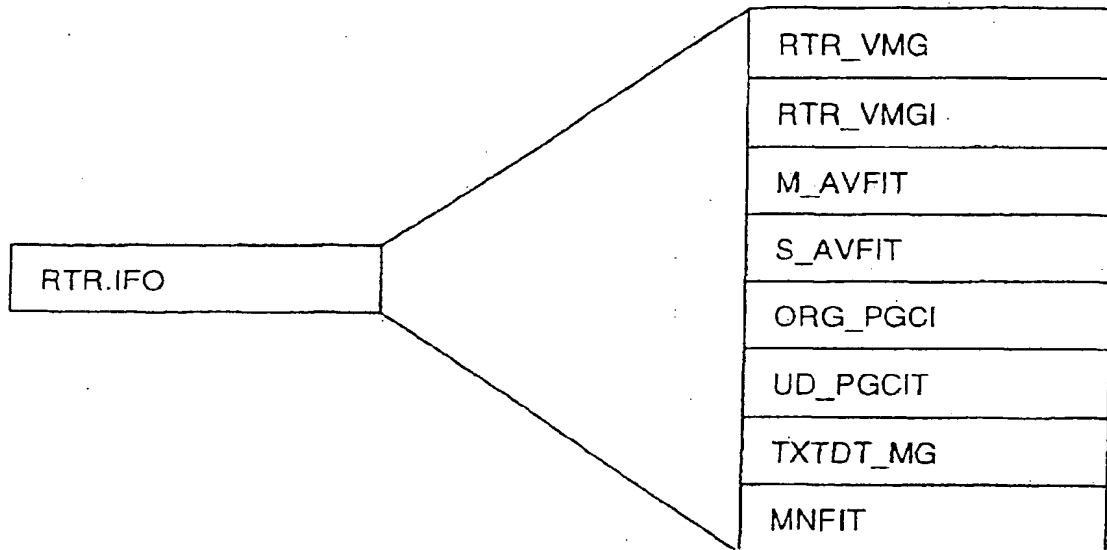 RTR_VMG
RTR_VMGI
M_AVFIT
S_AVFIT
RTR.IFO
ORG_PGCI
UD_PGCIT
TXTDT_MG
MNFIT